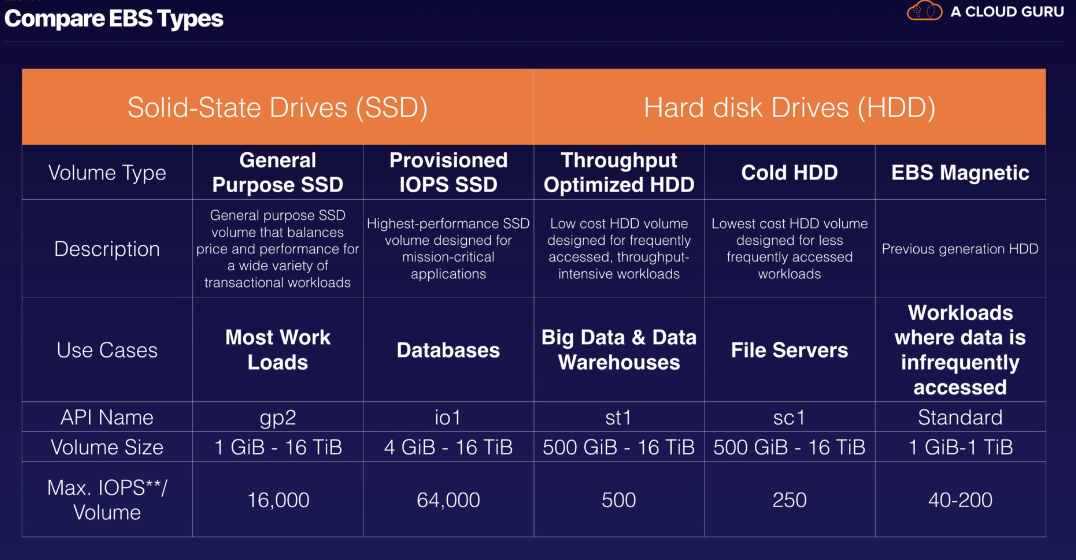 Compare EBS Types
A CLOUD GURU
Solid-State Drives (SSD)
Hard disk Drives (HDD)
Volume Type
General
Purpose SSD
Provisioned
IOPS SSD
Throughput
Optimized HDD
Cold HDD
EBS Magnetic
Description
General purpose SSD
volume that balances
price and performance for
a wide variety of
transactional workloads
Highest-performance SSD
volume designed for
mission-critical
applications
Low cost HDD volume
designed for frequently
accessed, throughput-
intensive workloads
Lowest cost HDD volume
designed for less
frequently accessed
workloads
Previous generation HDD
Use Cases
Most Work
Loads
Databases
Big Data & Data
Warehouses
File Servers
Workloads
where data is
infrequently
accessed
API Name
gp2
io1
st1
sc1
Standard
Volume Size
1 GiB - 16 TiB
4 GiB - 16 TiB
500 GiB - 16 TiB
500 GiB - 16 TiB
1 GiB-1 TiB
Max. IOPS**/
Volume
16,000
64,000
500
250
40-200